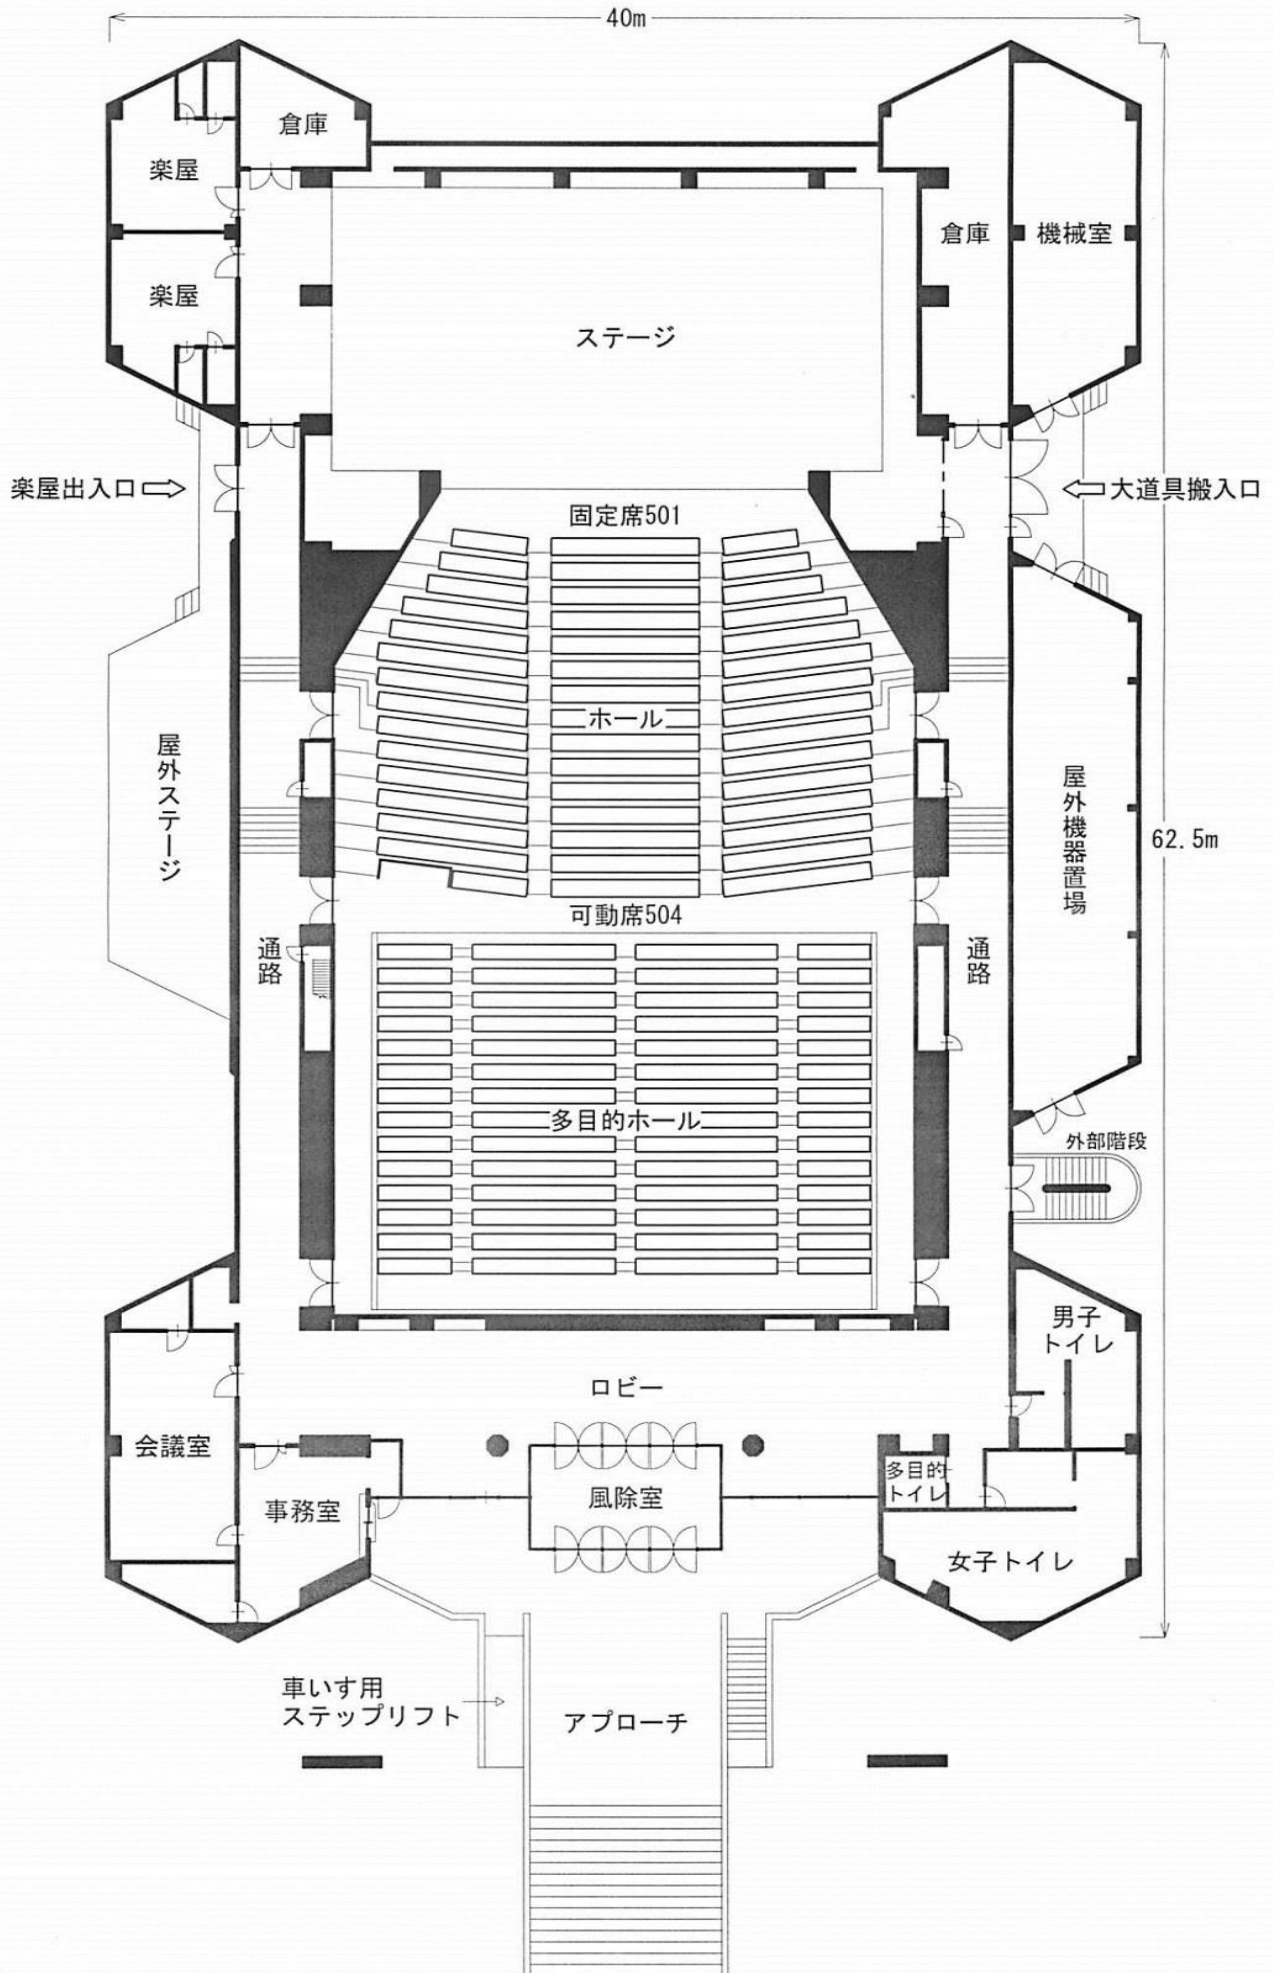 40m
倉庫
楽屋
倉庫
機械室
楽屋
ステージ
楽屋出入口
大道具搬入口
固定席501
ホール
屋外ステージ
屋外機器置場
62.5m
可動席504
通路
通路
多目的ホール
外部階段
男子
トイレ
ロビー
会議室
多目的
トイレ
風除室
事務室
女子トイレ
車いす用
ステップリフト
アプローチ